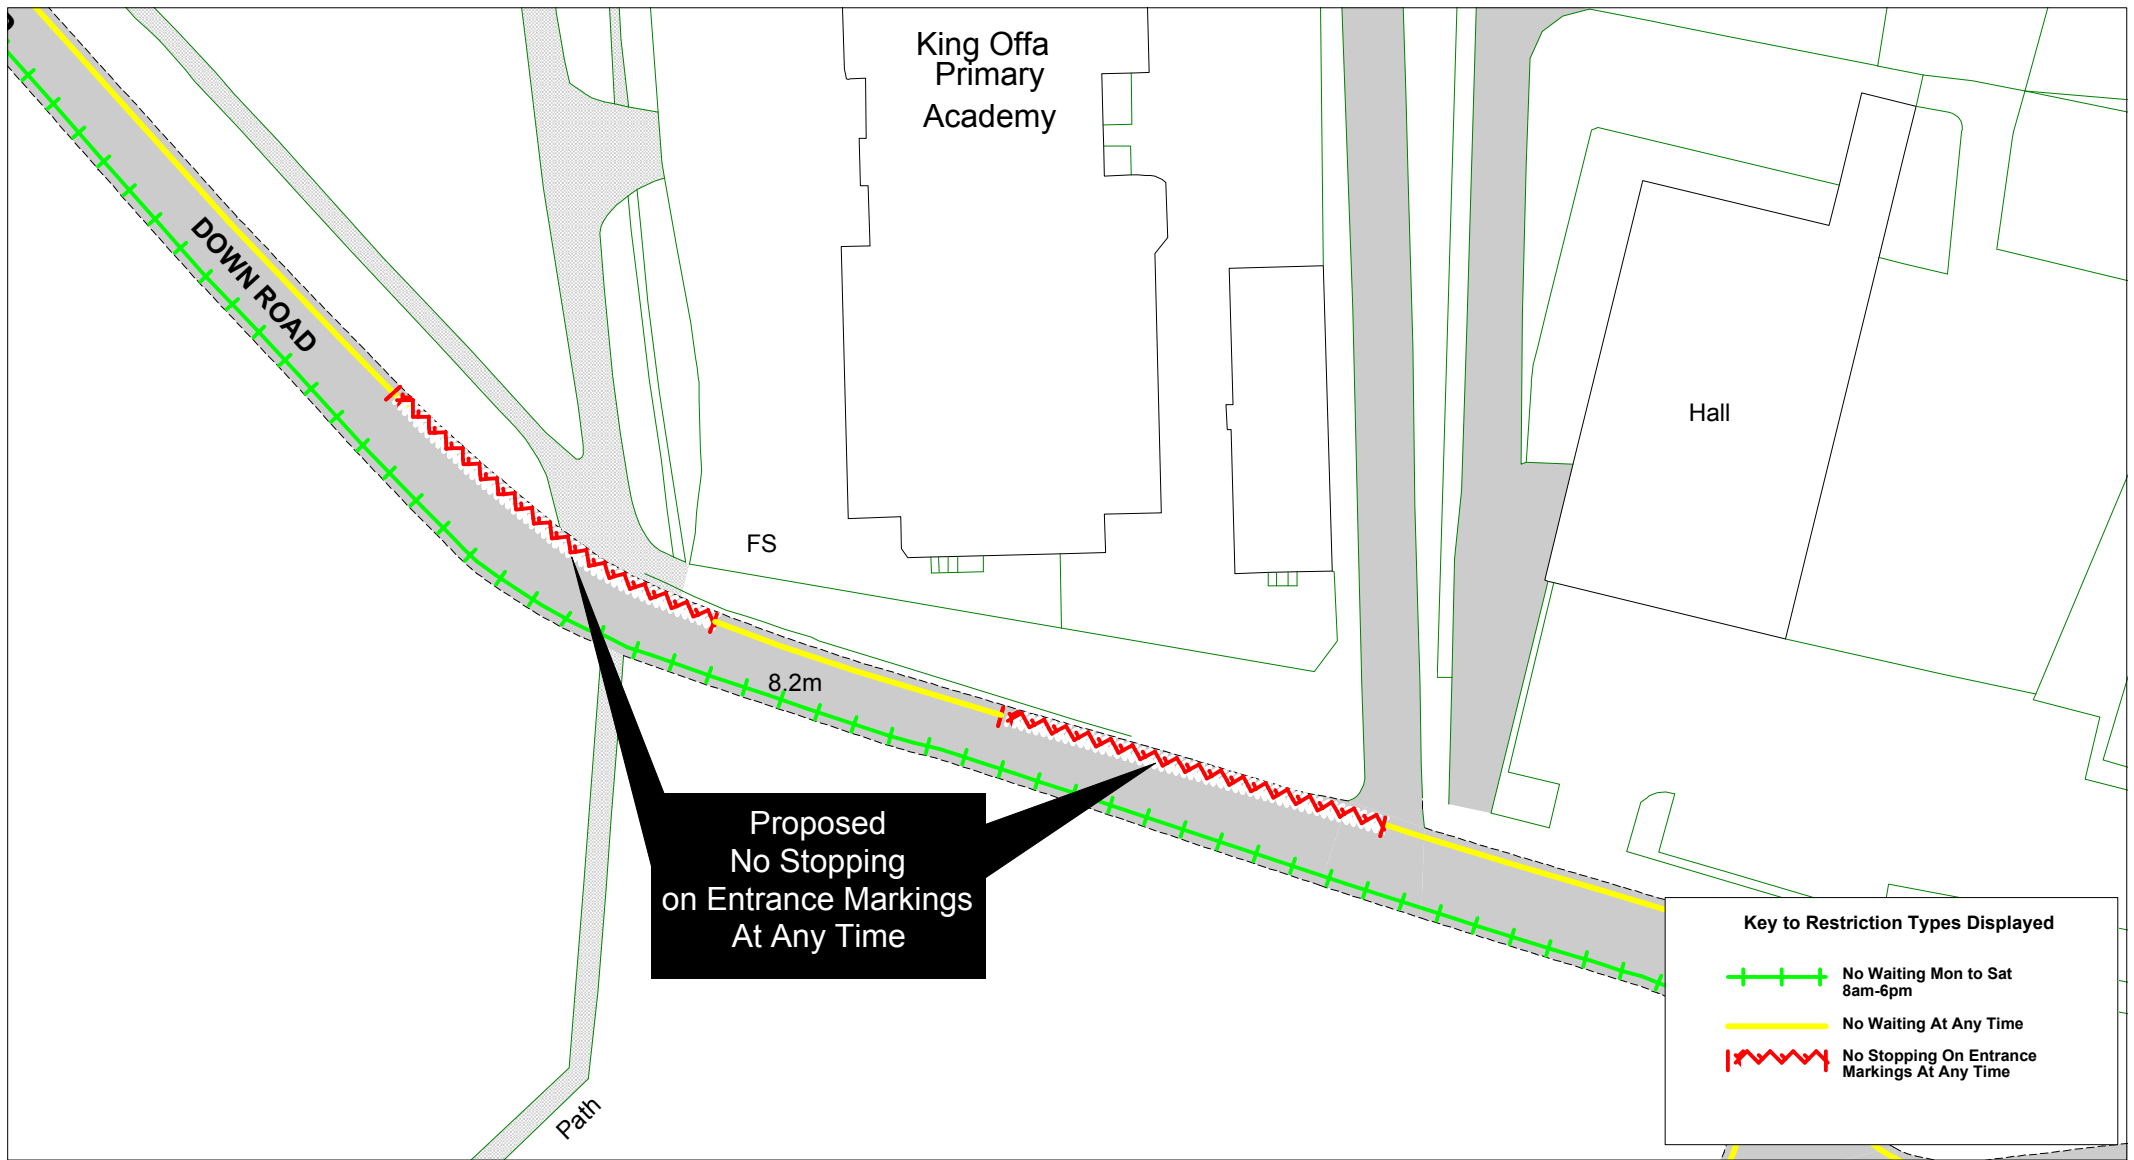 King Offa
Primary
Academy
DOWN ROAD
Hall
FS
8.2m
Proposed
No Stopping
on Entrance Markings
At Any Time
Path
Key to Restriction Types Displayed
No Waiting Mon to Sat
8am-6pm
No Waiting At Any Time
No Stopping On Entrance
Markings At Any Time